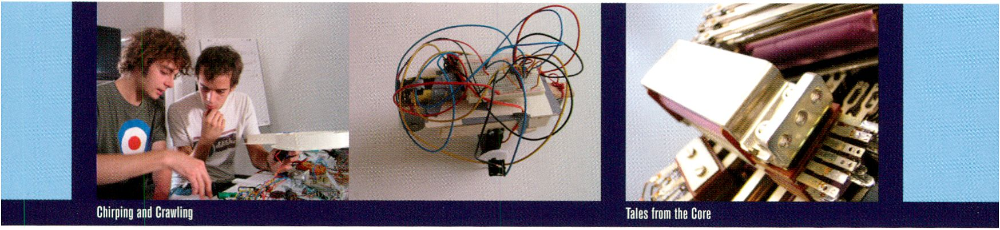 Chirping and Crawling
Tales from the Core